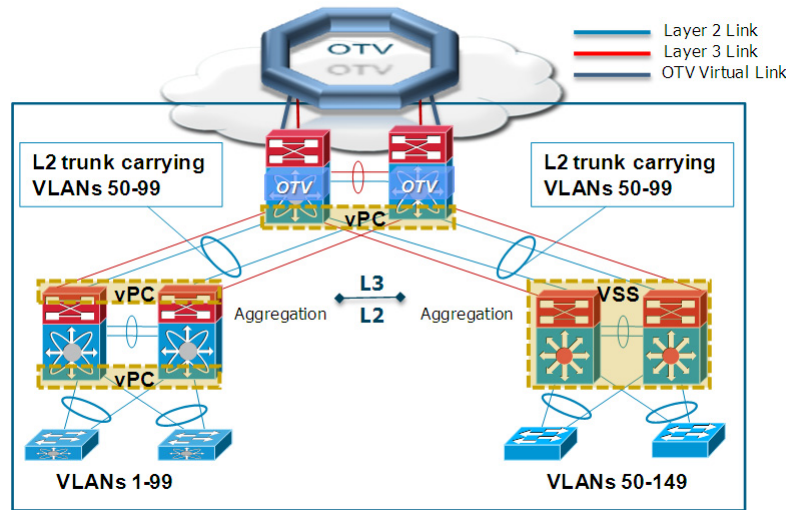 OTV
OTV
Layer 2 Link
Layer 3 Link
OTV Virtual Link
L2 trunk carrying
VLANs 50-99
L2 trunk carrying
VLANs 50-99
OTV
OTV
vPC
vPC
VSS
L3
L2
Aggregation
Aggregation
vPC
VLANs 1-99
VLANs 50-149